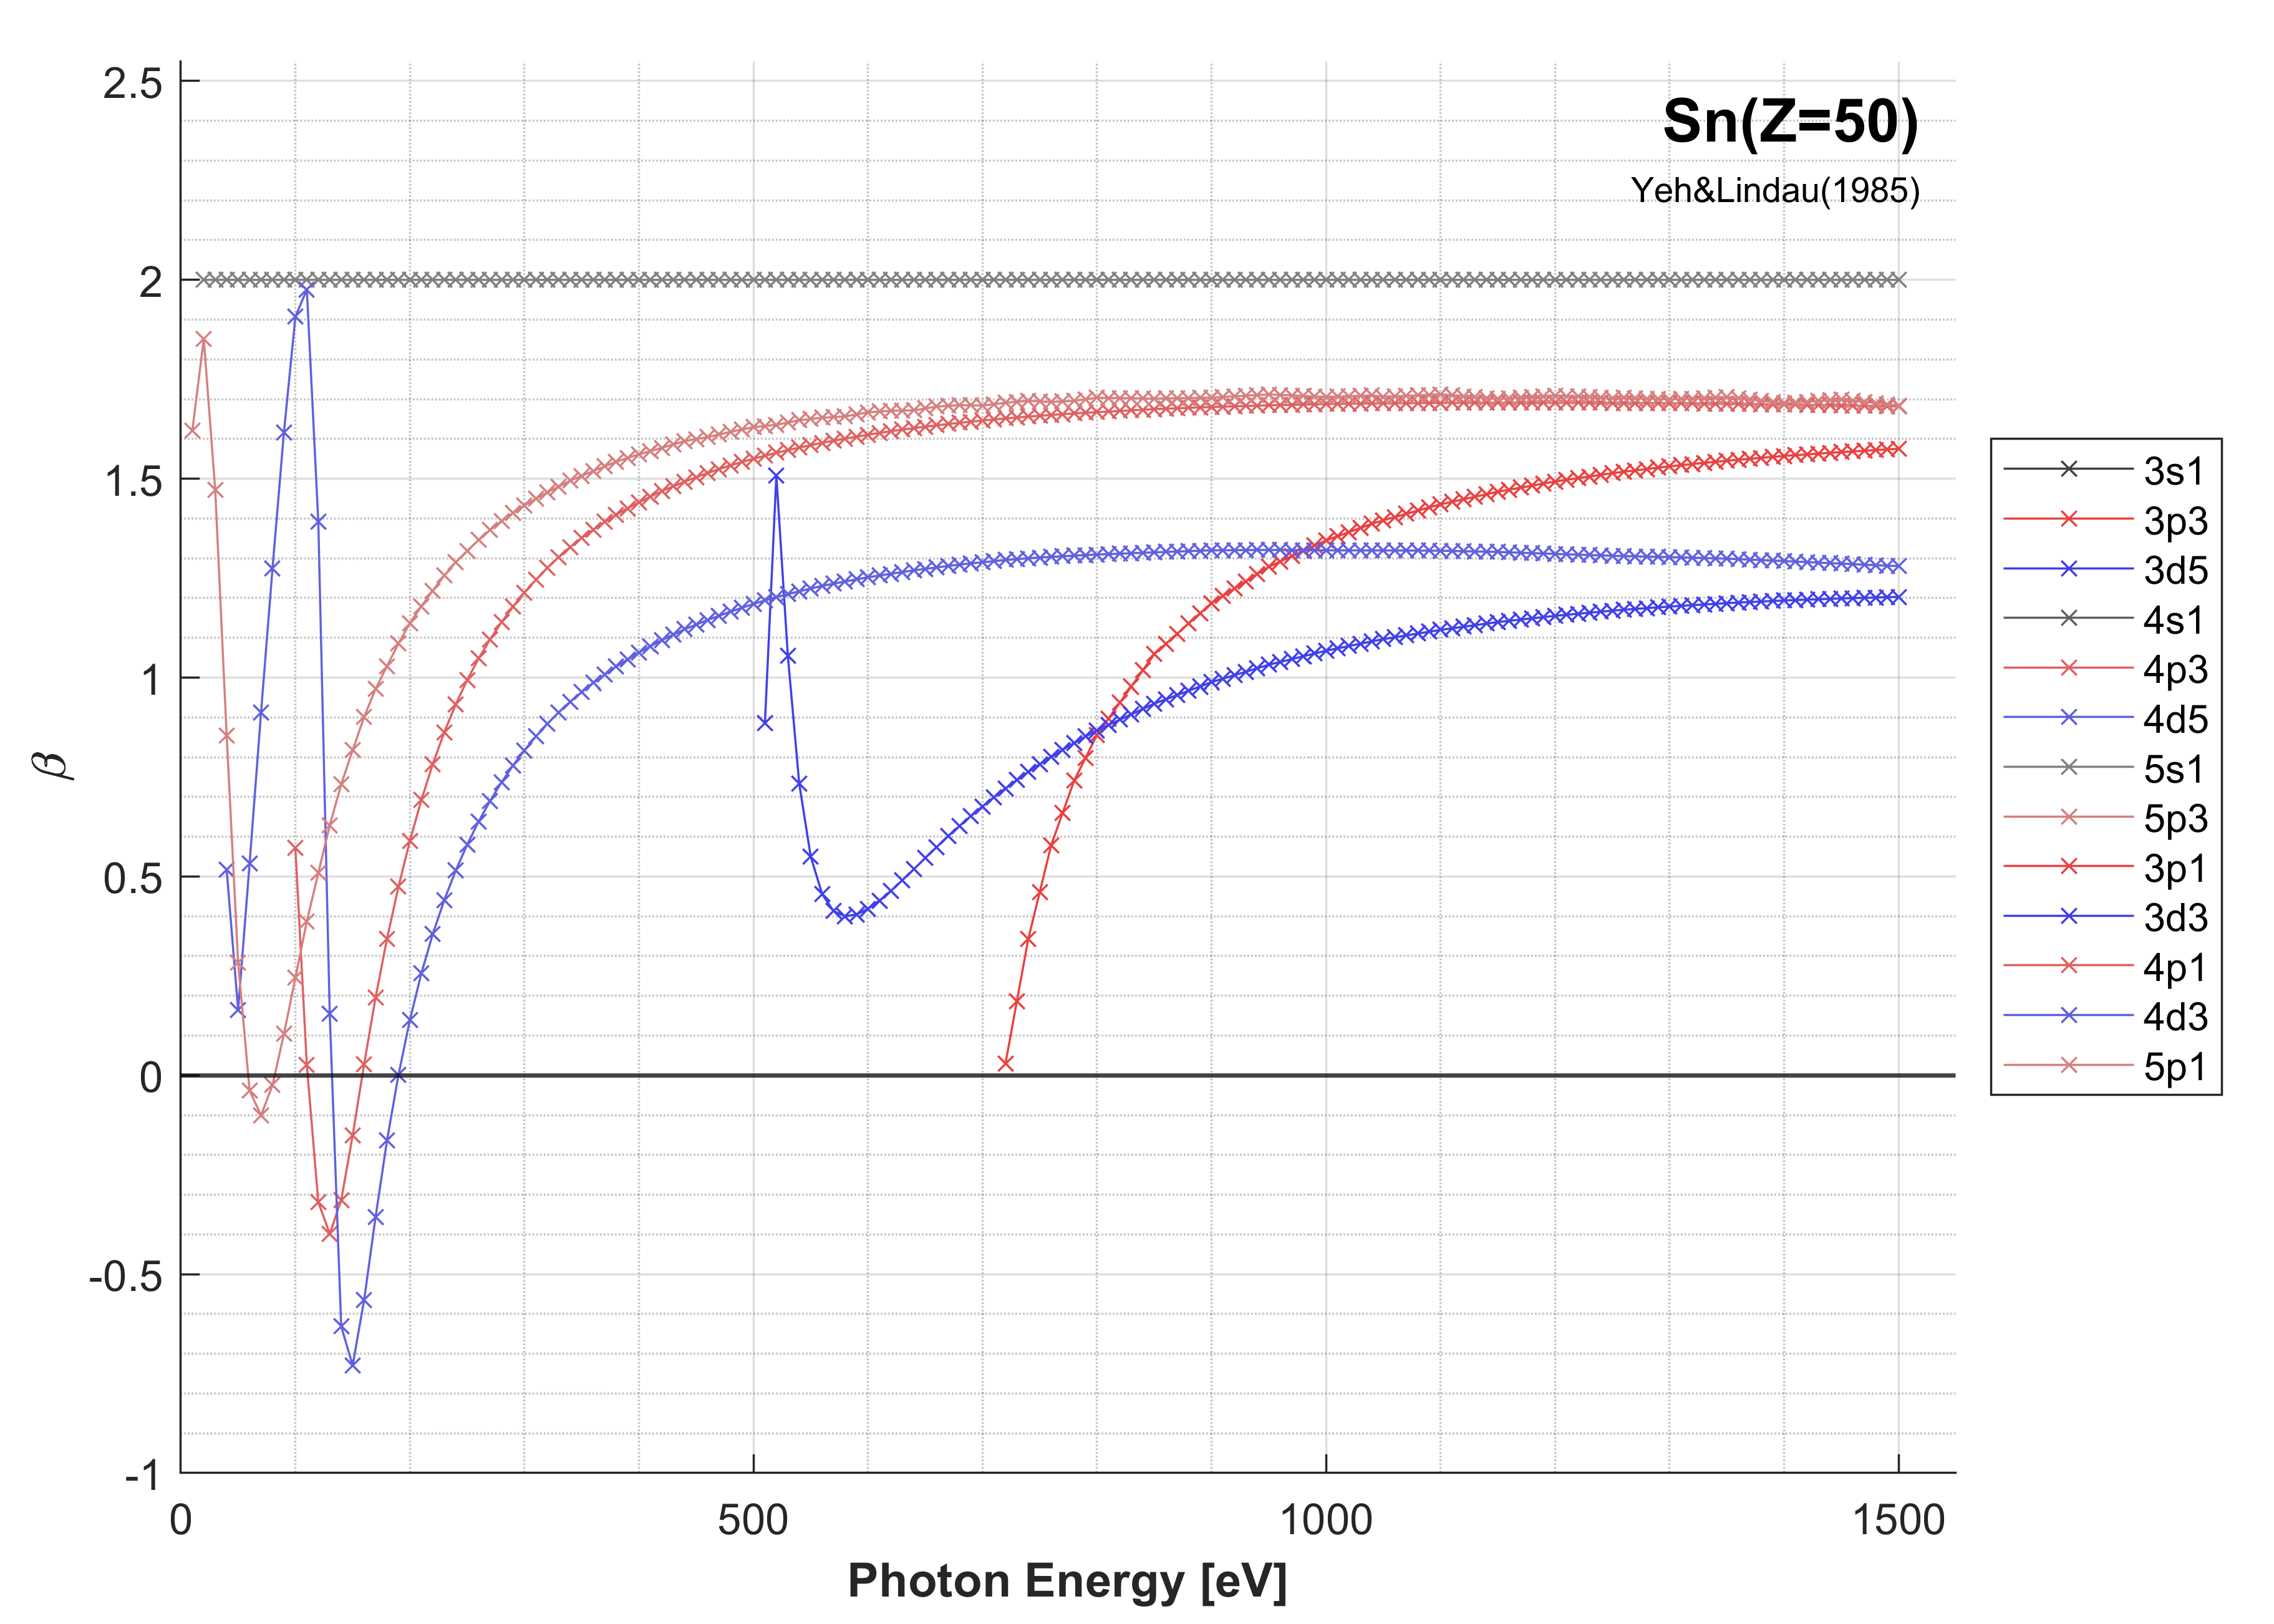 2.5
2
1.5
1
0.5
0
-0.5
-1
β
0
500
1000
1500
Photon Energy [eV]
Sn(Z=50)
Yeh&Lindau(1985)
3s1
3p3
3d5
4s1
4p3
4d5
5s1
5p3
3p1
3d3
4p1
4d3
5p1